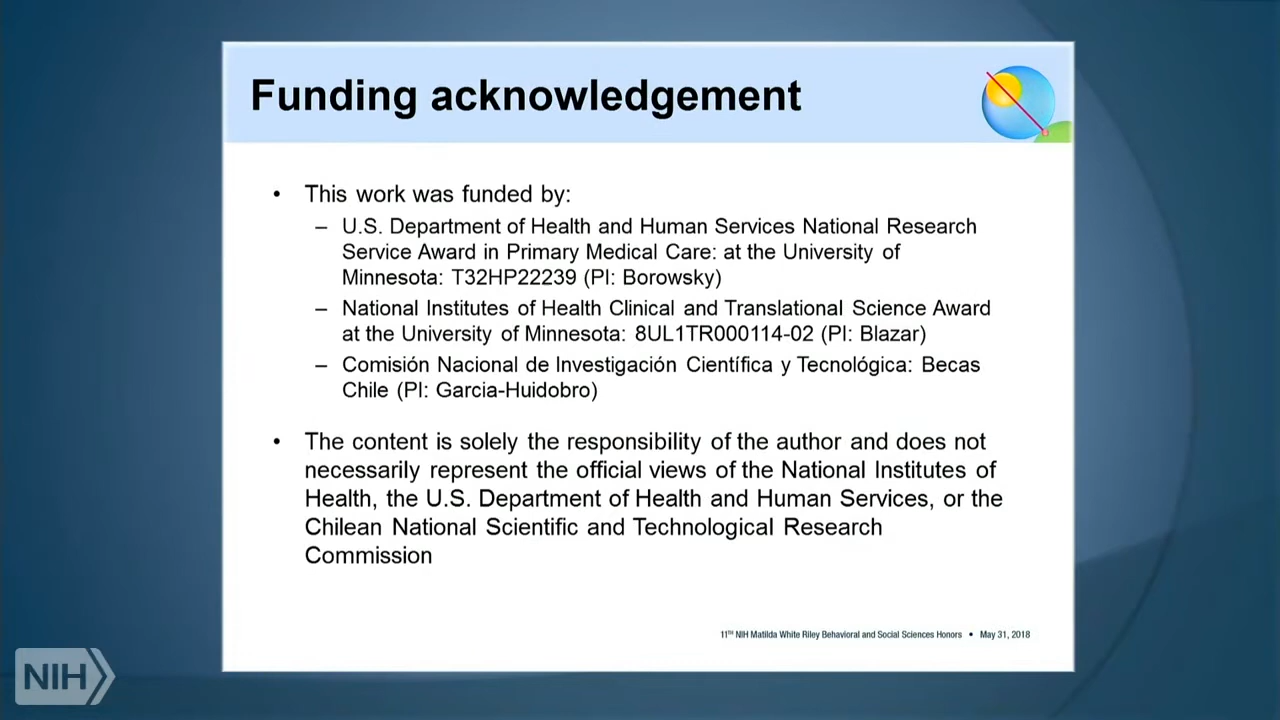 Funding acknowledgement
• This work was funded by:
– U.S. Department of Health and Human Services National Research
Service Award in Primary Medical Care: at the University of
Minnesota: T32HP22239 (PI: Borowsky)
– National Institutes of Health Clinical and Translational Science Award
at the University of Minnesota: 8UL1TR000114-02 (PI: Blazar)
– Comisión Nacional de Investigación Científica y Tecnológica: Becas
Chile (PI: Garcia-Huidobro)
• The content is solely the responsibility of the author and does not
necessarily represent the official views of the National Institutes of
Health, the U.S. Department of Health and Human Services, or the
Chilean National Scientific and Technological Research
Commission
11TH NIH Matilda White Riley Behavioral and Social Sciences Honors • May 31, 2018
NIH